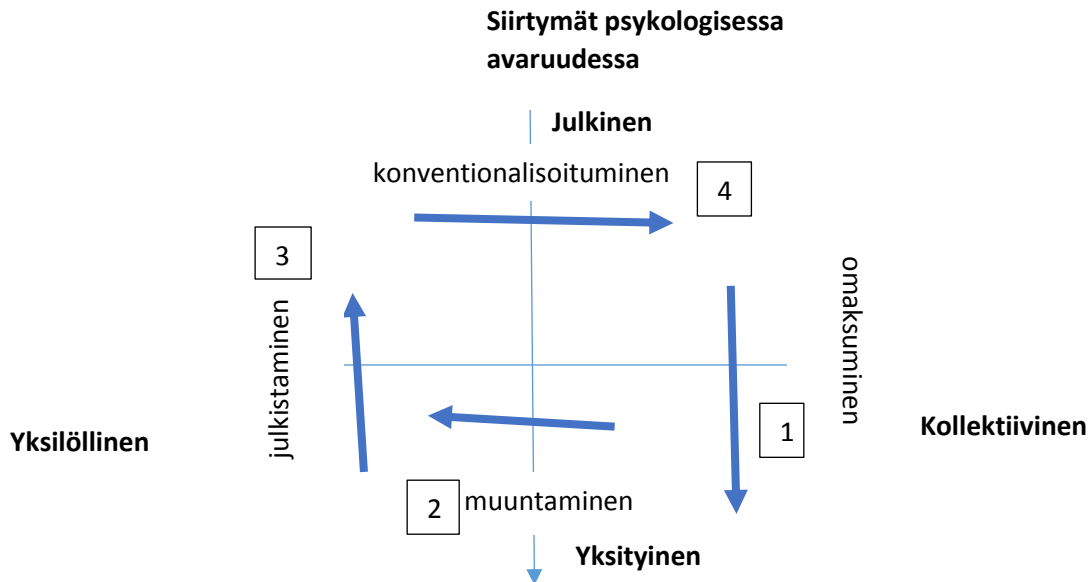 Siirtymät psykologisessa
avaruudessa
Julkinen
konventionalisoituminen
4
3
omaksuminen
julkistaminen
1
Yksilöllinen
Kollektiivinen
2
muuntaminen
Yksityinen